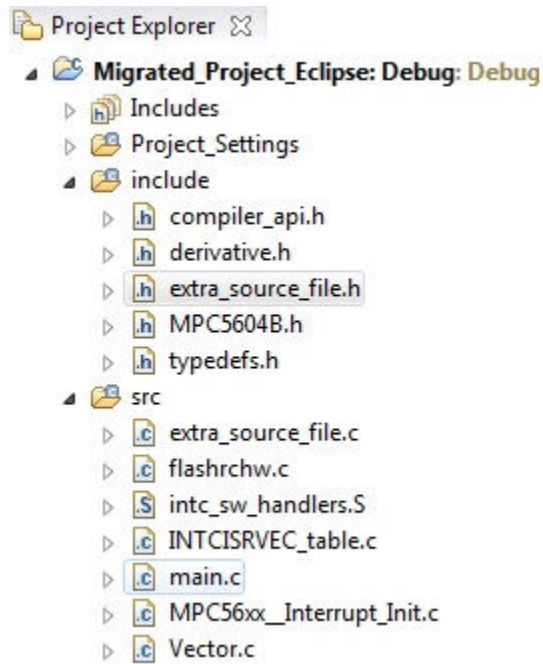 Project Explorer
Migrated_Project_Eclipse: Debug: Debug
Includes
Project_Settings
include
.h compiler_api.h
.h derivative.h
.h extra_source_file.h
.h MPC5604B.h
.h typedefs.h
src
.c extra_source_file.c
.c flashrchw.c
.S intc_sw_handlers.S
.c INTCISRVEC_table.c
.c main.c
.c MPC56xx__Interrupt_Init.c
.c Vector.c